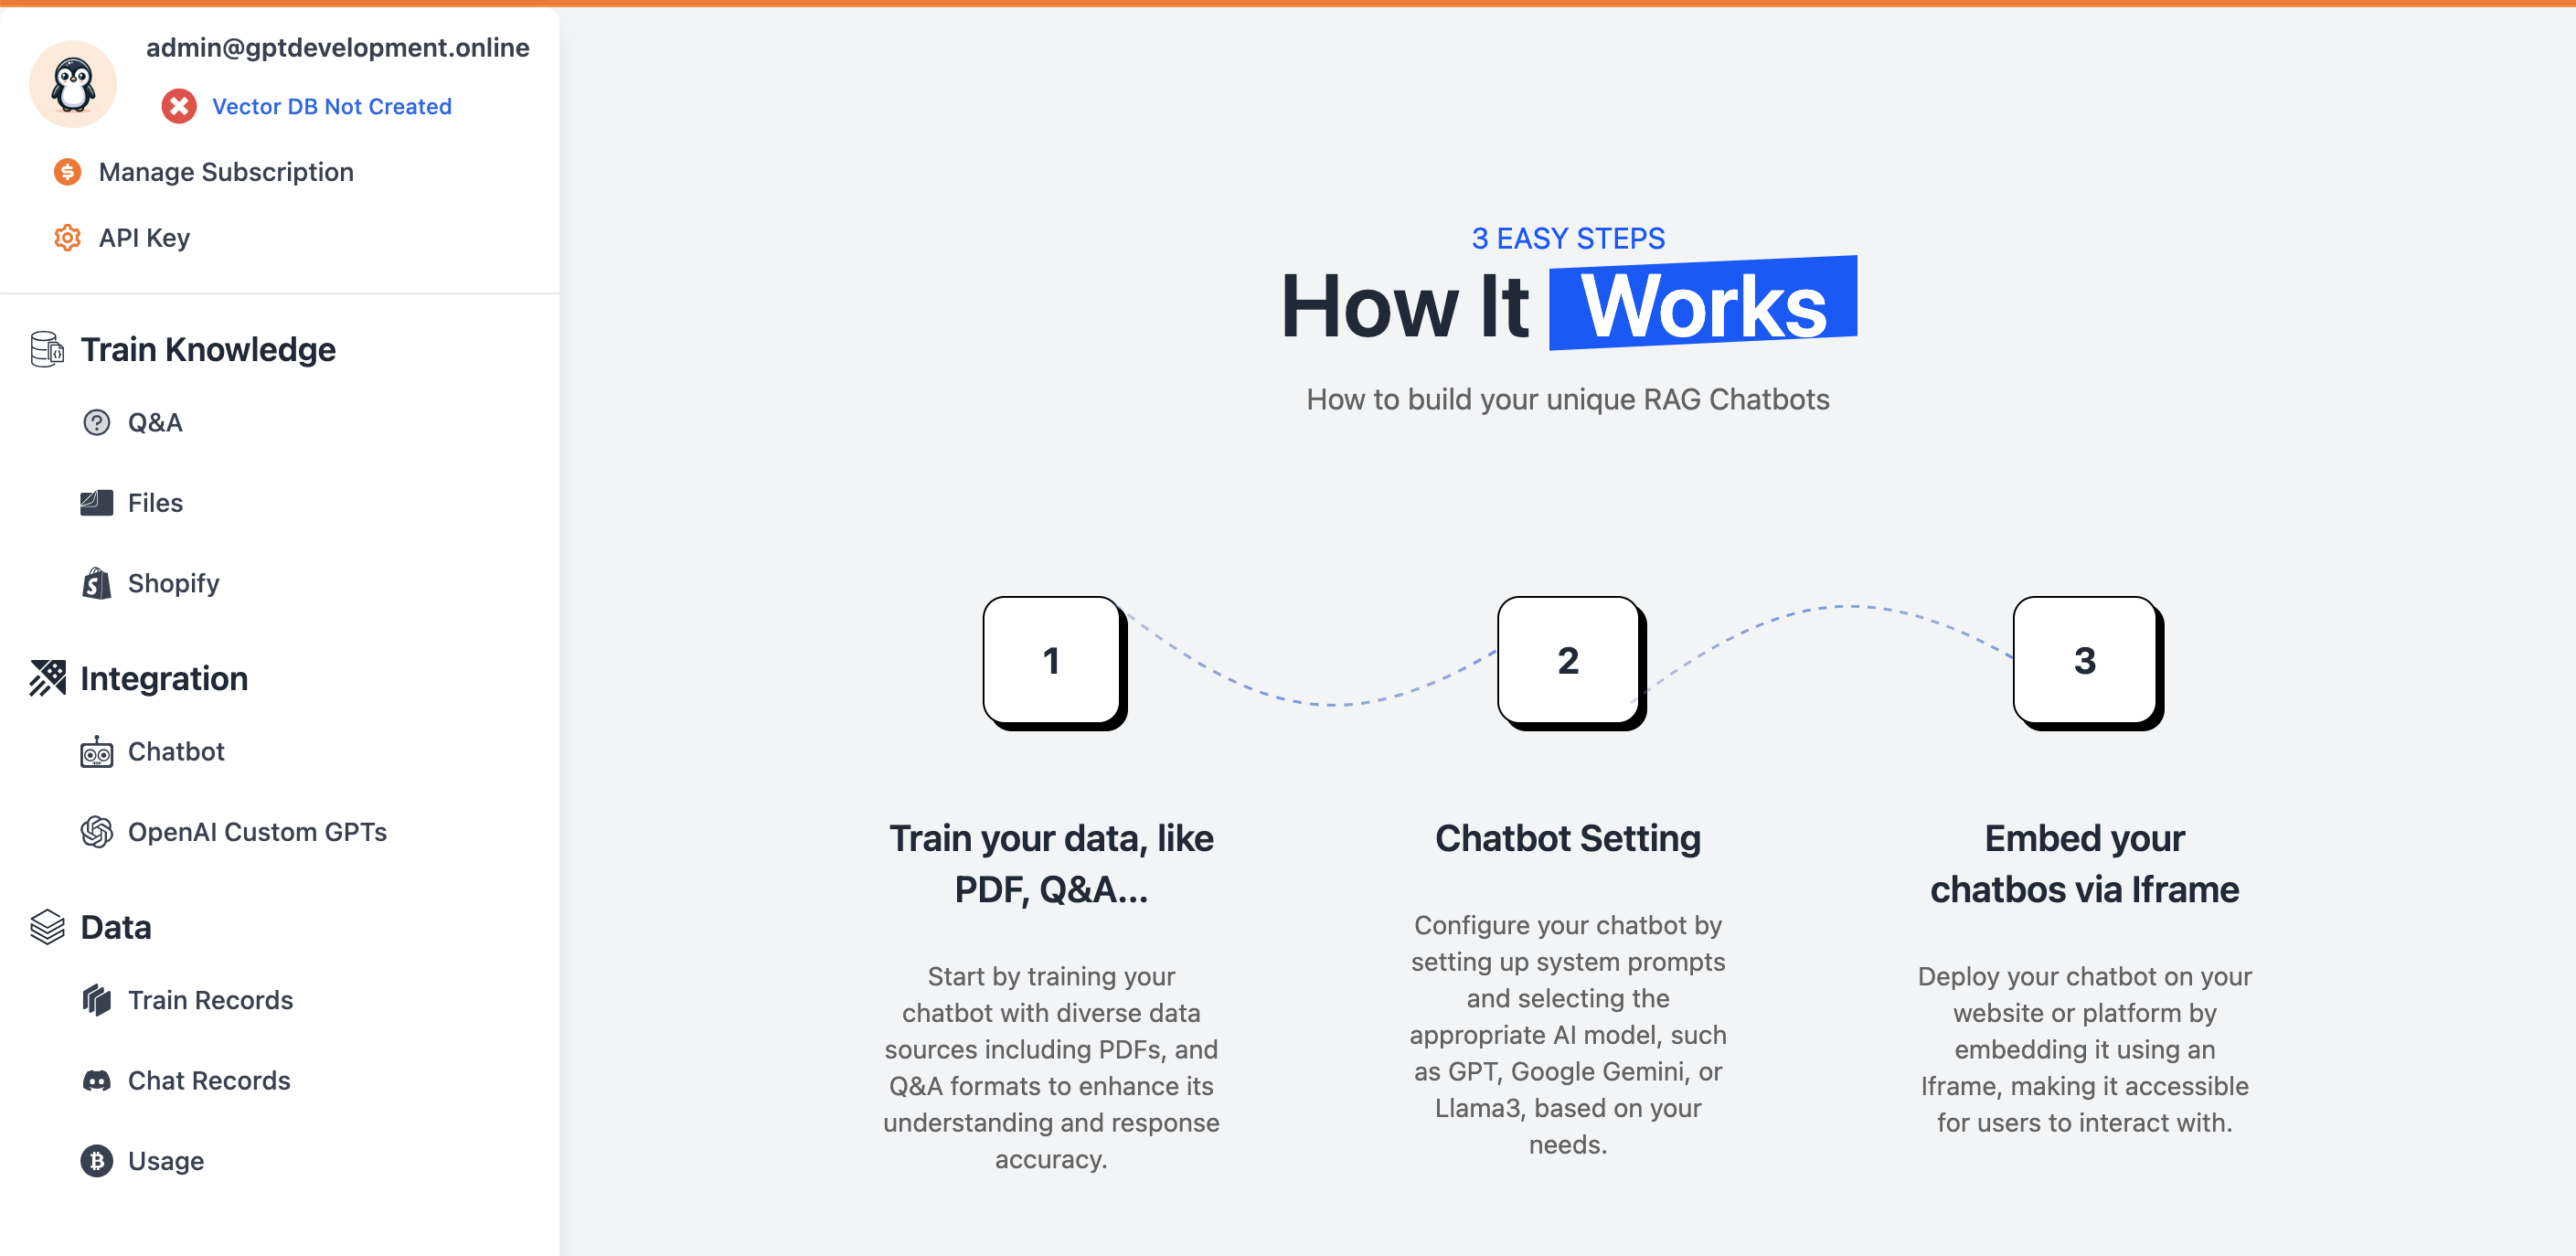 admin@gptdevelopment.online
Vector DB Not Created
Manage Subscription
API Key
Train Knowledge
Q&A
Files
Shopify
Integration
Chatbot
OpenAI Custom GPTs
Data
Train Records
Chat Records
Usage
3 EASY STEPS
How It Works
How to build your unique RAG Chatbots
1
Train your data, like
PDF, Q&A...
Start by training your
chatbot with diverse data
sources including PDFs, and
Q&A formats to enhance its
understanding and response
accuracy.
2
Chatbot Setting
Configure your chatbot by
setting up system prompts
and selecting the
appropriate AI model, such
as GPT, Google Gemini, or
Llama3, based on your
needs.
3
Embed your
chatbos via Iframe
Deploy your chatbot on your
website or platform by
embedding it using an
Iframe, making it accessible
for users to interact with.